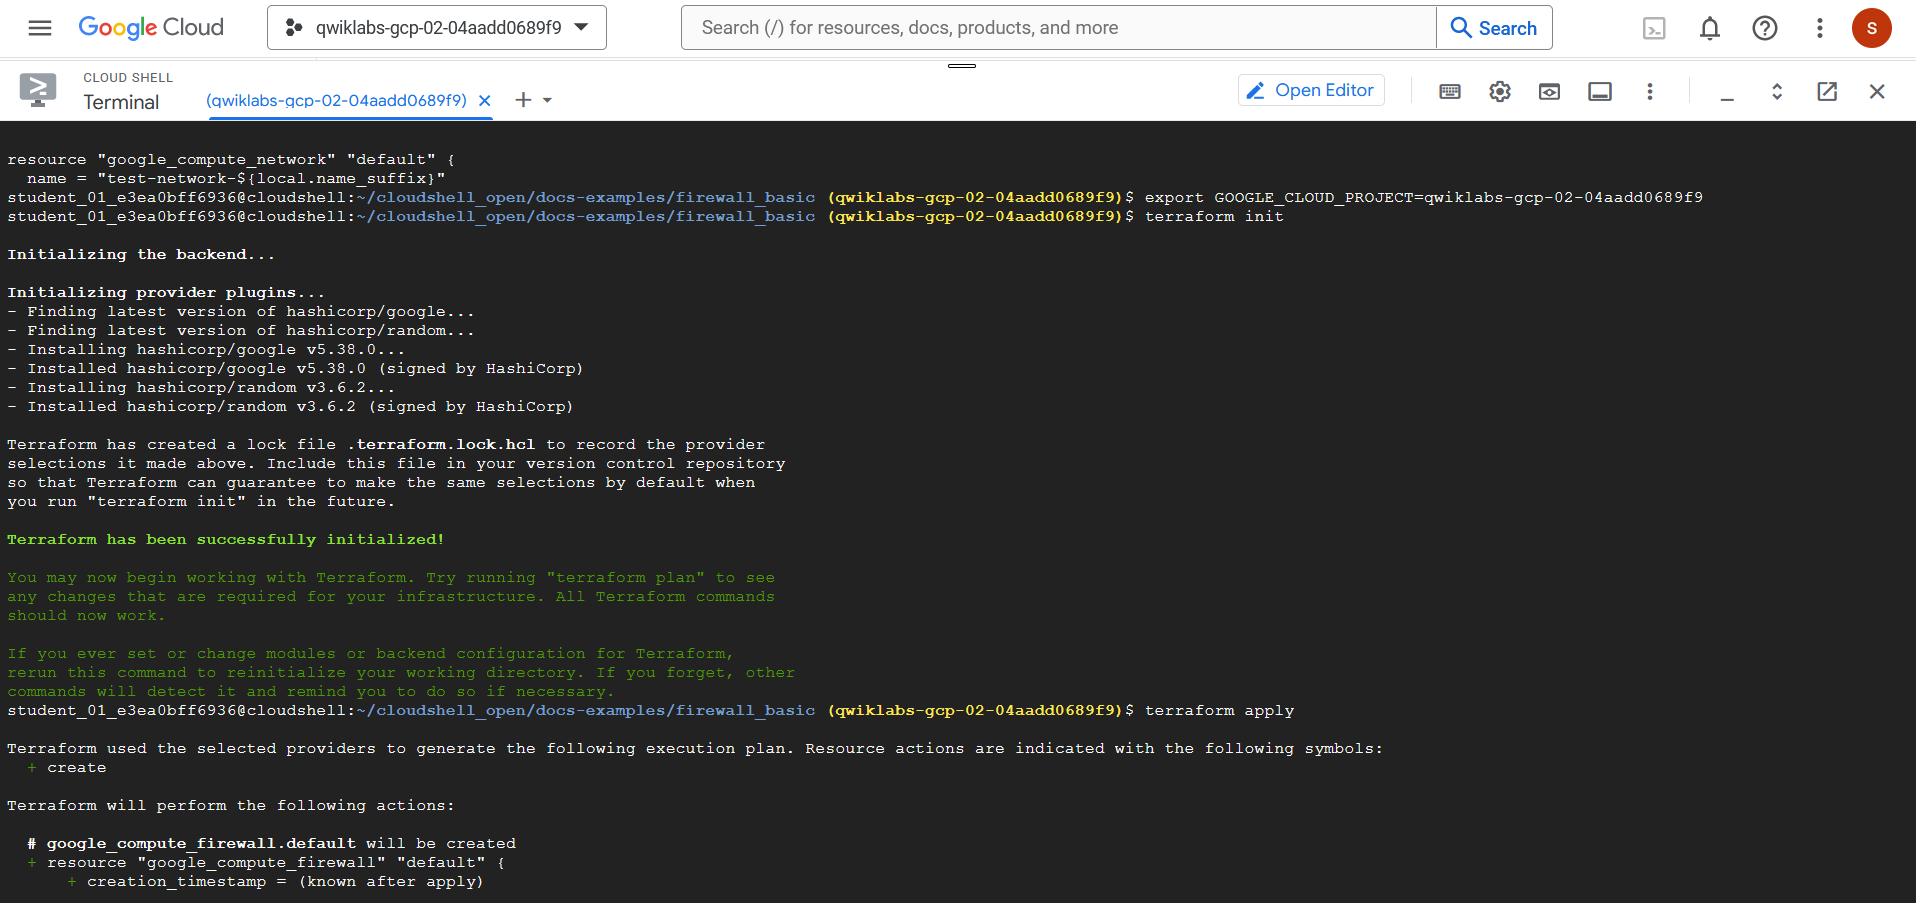 Google Cloud
qwiklabs-gcp-02-04aadd0689f9
Search (/) for resources, docs, products, and more
Search
S
CLOUD SHELL
Terminal
(qwiklabs-gcp-02-04aadd0689f9)
Open Editor
resource "google_compute_network" "default" {
  name = "test-network-${local.name_suffix}"
student_01_e3ea0bff6936@cloudshell:~/cloudshell_open/docs-examples/firewall_basic (qwiklabs-gcp-02-04aadd0689f9)$ export GOOGLE_CLOUD_PROJECT=qwiklabs-gcp-02-04aadd0689f9
student_01_e3ea0bff6936@cloudshell:~/cloudshell_open/docs-examples/firewall_basic (qwiklabs-gcp-02-04aadd0689f9)$ terraform init
Initializing the backend...
Initializing provider plugins...
- Finding latest version of hashicorp/google...
- Finding latest version of hashicorp/random...
- Installing hashicorp/google v5.38.0...
- Installed hashicorp/google v5.38.0 (signed by HashiCorp)
- Installing hashicorp/random v3.6.2...
- Installed hashicorp/random v3.6.2 (signed by HashiCorp)
Terraform has created a lock file .terraform.lock.hcl to record the provider
selections it made above. Include this file in your version control repository
so that Terraform can guarantee to make the same selections by default when
you run "terraform init" in the future.
Terraform has been successfully initialized!
You may now begin working with Terraform. Try running "terraform plan" to see
any changes that are required for your infrastructure. All Terraform commands
should now work.
If you ever set or change modules or backend configuration for Terraform,
rerun this command to reinitialize your working directory. If you forget, other
commands will detect it and remind you to do so if necessary.
student_01_e3ea0bff6936@cloudshell:~/cloudshell_open/docs-examples/firewall_basic (qwiklabs-gcp-02-04aadd0689f9)$ terraform apply
Terraform used the selected providers to generate the following execution plan. Resource actions are indicated with the following symbols:
  + create
Terraform will perform the following actions:
  # google_compute_firewall.default will be created
  + resource "google_compute_firewall" "default" {
      + creation_timestamp = (known after apply)